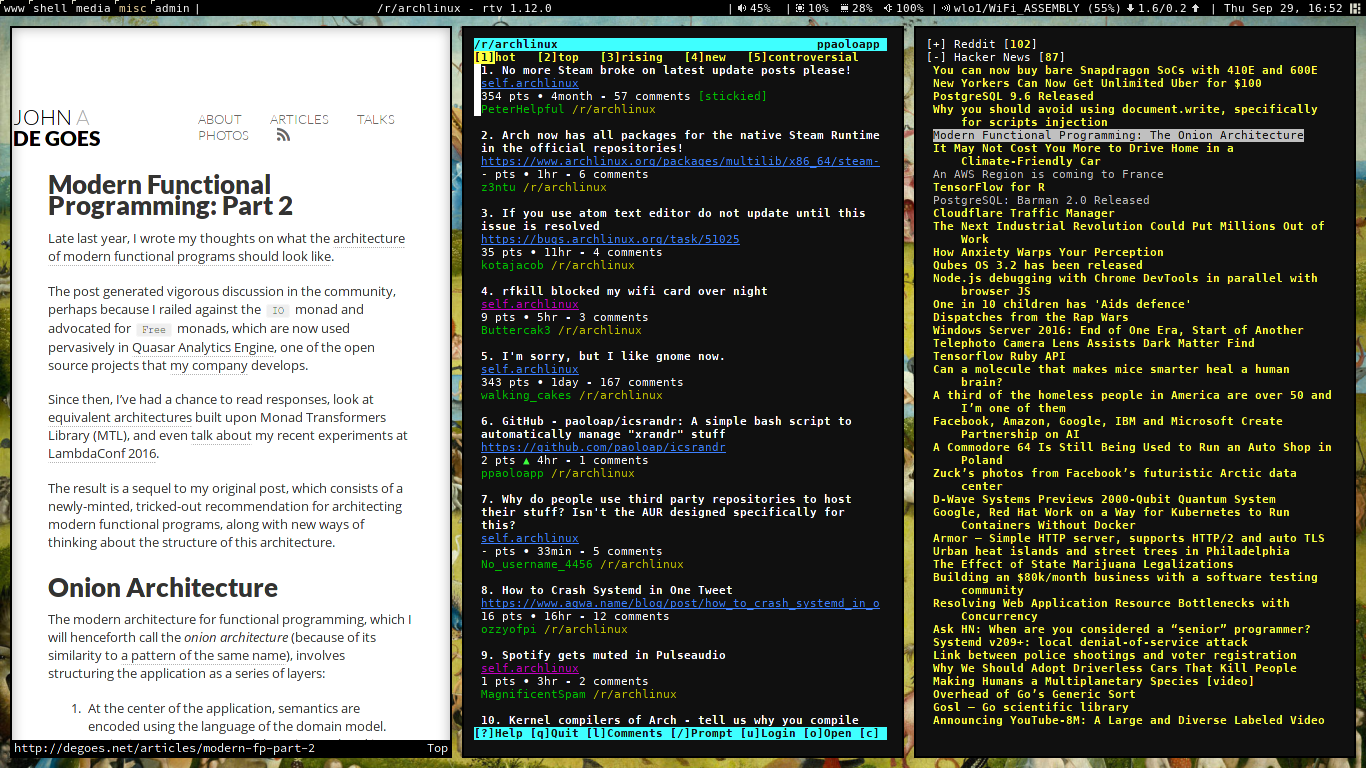 www shell media misc admin | /r/archlinux - rtv 1.12.0 | 45% | 10% 28% 100% | wlo1/WiFi_ASSEMBLY (55%) 1.6/0.2 | Thu Sep 29, 16:52
JOHN A
DE GOES
ABOUT ARTICLES TALKS
PHOTOS
Modern Functional
Programming: Part 2
Late last year, I wrote my thoughts on what the architecture
of modern functional programs should look like.
The post generated vigorous discussion in the community,
perhaps because I railed against the IO monad and
advocated for Free monads, which are now used
pervasively in Quasar Analytics Engine, one of the open
source projects that my company develops.
Since then, I've had a chance to read responses, look at
equivalent architectures built upon Monad Transformers
Library (MTL), and even talk about my recent experiments at
LambdaConf 2016.
The result is a sequel to my original post, which consists of a
newly-minted, tricked-out recommendation for architecting
modern functional programs, along with new ways of
thinking about the structure of this architecture.
Onion Architecture
The modern architecture for functional programming, which I
will henceforth call the onion architecture (because of its
similarity to a pattern of the same name), involves
structuring the application as a series of layers:
1. At the center of the application, semantics are
encoded using the language of the domain model.
http://degoes.net/articles/modern-fp-part-2 Top
/r/archlinux ppaoloapp
[1]hot [2]top [3]rising [4]new [5]controversial
1. No more Steam broke on latest update posts please!
self.archlinux
354 pts • 4month - 57 comments [stickied]
PeterHelpful /r/archlinux
2. Arch now has all packages for the native Steam Runtime
in the official repositories!
https://www.archlinux.org/packages/multilib/x86_64/steam-
- pts • 1hr - 6 comments
z3ntu /r/archlinux
3. If you use atom text editor do not update until this
issue is resolved
https://bugs.archlinux.org/task/51025
35 pts • 11hr - 4 comments
kotajacob /r/archlinux
4. rfkill blocked my wifi card over night
self.archlinux
9 pts • 5hr - 3 comments
Buttercak3 /r/archlinux
5. I'm sorry, but I like gnome now.
self.archlinux
343 pts • 1day - 167 comments
walking_cakes /r/archlinux
6. GitHub - paoloap/icsrandr: A simple bash script to
automatically manage "xrandr" stuff
https://github.com/paoloap/icsrandr
2 pts ▲ 4hr - 1 comments
ppaoloapp /r/archlinux
7. Why do people use third party repositories to host
their stuff? Isn't the AUR designed specifically for
this?
self.archlinux
- pts • 33min - 5 comments
No_username_4456 /r/archlinux
8. How to Crash Systemd in One Tweet
https://www.agwa.name/blog/post/how_to_crash_systemd_in_o
16 pts • 16hr - 12 comments
ozzyofpi /r/archlinux
9. Spotify gets muted in Pulseaudio
self.archlinux
1 pts • 3hr - 2 comments
MagnificentSpam /r/archlinux
10. Kernel compilers of Arch - tell us why you compile
[?]Help [q]Quit [l]Comments [/]Prompt [u]Login [o]Open [c]
[+] Reddit [102]
[-] Hacker News [87]
You can now buy bare Snapdragon SoCs with 410E and 600E
New Yorkers Can Now Get Unlimited Uber for $100
PostgreSQL 9.6 Released
Why you should avoid using document.write, specifically
for scripts injection
Modern Functional Programming: The Onion Architecture
It May Not Cost You More to Drive Home in a
Climate-Friendly Car
An AWS Region is coming to France
TensorFlow for R
PostgreSQL: Barman 2.0 Released
Cloudflare Traffic Manager
The Next Industrial Revolution Could Put Millions Out of
Work
How Anxiety Warps Your Perception
Qubes OS 3.2 has been released
Node.js debugging with Chrome DevTools in parallel with
browser JS
One in 10 children have 'Aids defence'
Dispatches from the Rap Wars
Windows Server 2016: End of One Era, Start of Another
Telephoto Camera Lens Assists Dark Matter Find
Tensorflow Ruby API
Can a molecule that makes mice smarter heal a human
brain?
A third of the homeless people in America are over 50 and
I'm one of them
Facebook, Amazon, Google, IBM and Microsoft Create
Partnership on AI
A Commodore 64 Is Still Being Used to Run an Auto Shop in
Poland
Zuck's photos from Facebook's futuristic Arctic data
center
D-Wave Systems Previews 2000-Qubit Quantum System
Google, Red Hat Work on a Way for Kubernetes to Run
Containers Without Docker
Armor – Simple HTTP server, supports HTTP/2 and auto TLS
Urban heat islands and street trees in Philadelphia
The Effect of State Marijuana Legalizations
Building an $80k/month business with a software testing
community
Resolving Web Application Resource Bottlenecks with
Concurrency
Ask HN: When are you considered a “senior” programmer?
Systemd v209+: local denial-of-service attack
Link between police shootings and voter registration
Why We Should Adopt Driverless Cars That Kill People
Making Humans a Multiplanetary Species [video]
Overhead of Go's Generic Sort
Gosl – Go scientific library
Announcing YouTube-8M: A Large and Diverse Labeled Video